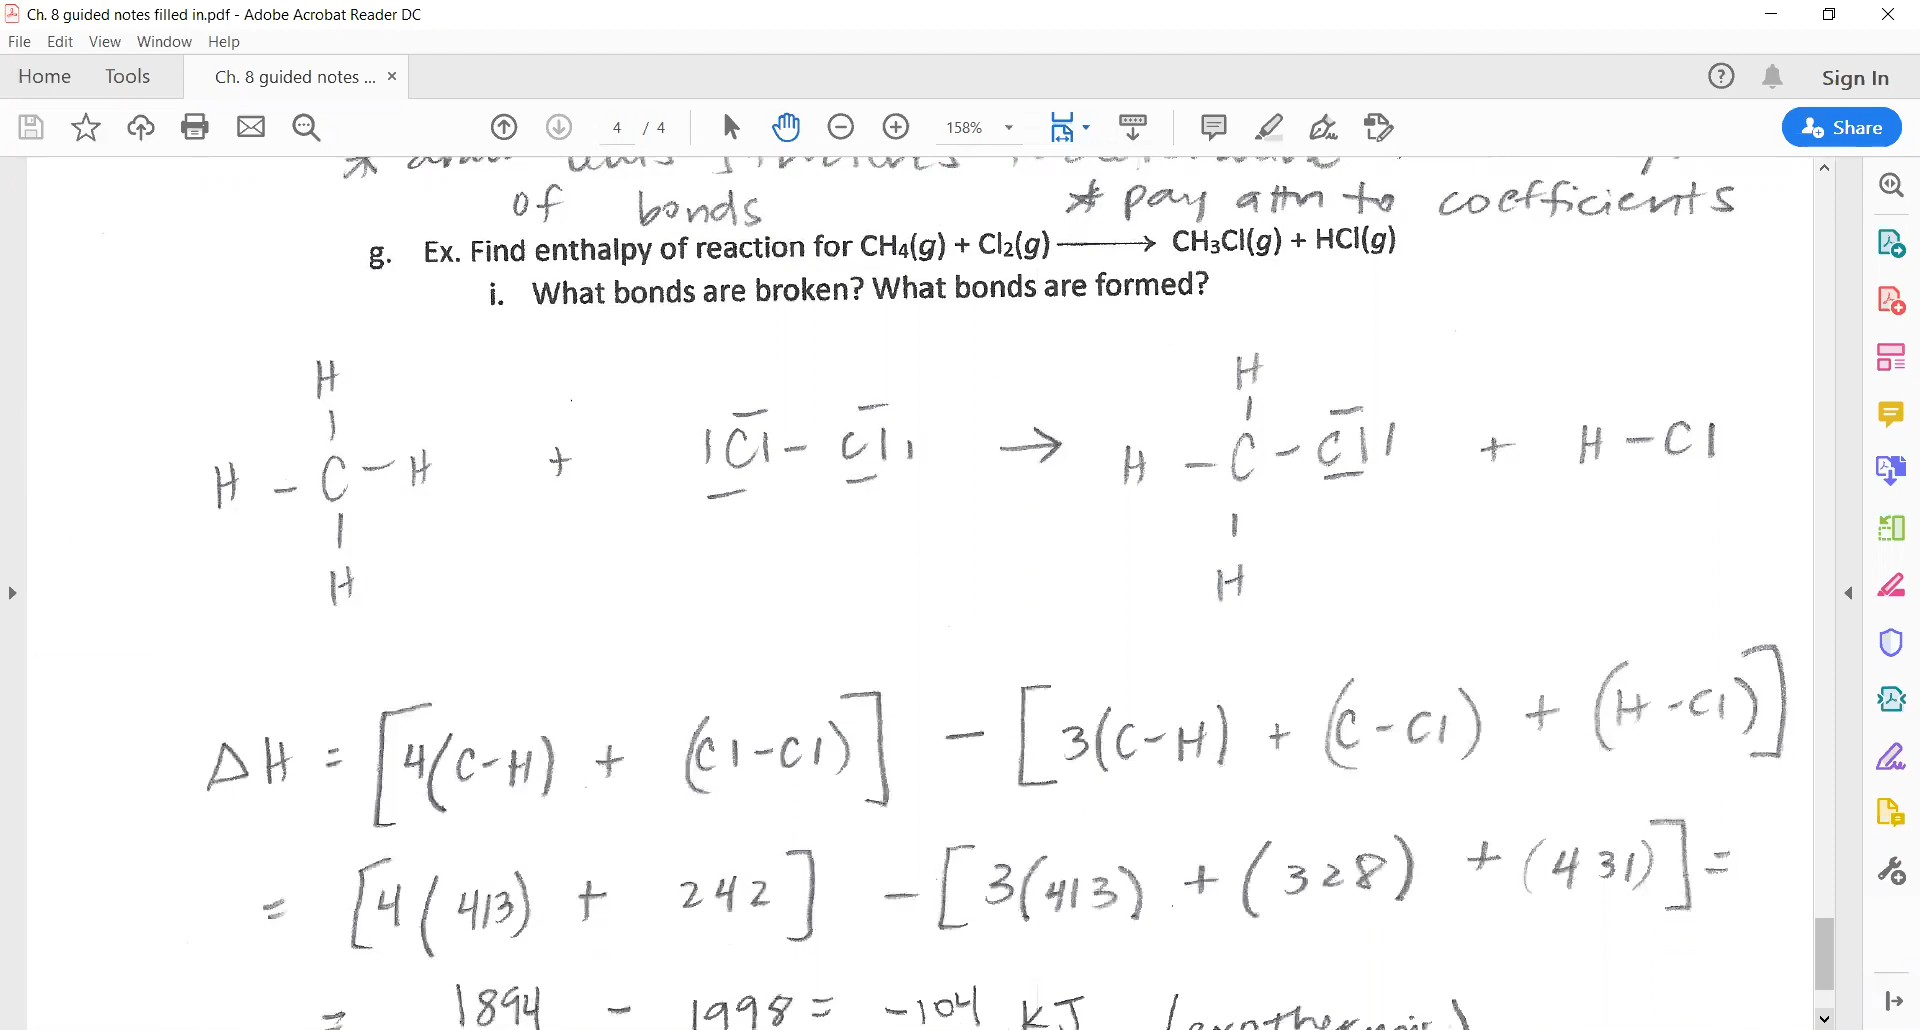 Ch. 8 guided notes filled in.pdf - Adobe Acrobat Reader DC
File Edit View Window Help
Home Tools Ch. 8 guided notes ... × Sign In
4 / 4 158% Share
of bonds * pay attn to coefficients
g. Ex. Find enthalpy of reaction for CH4(g) + Cl2(g) ⟶ CH3Cl(g) + HCl(g)
i. What bonds are broken? What bonds are formed?
H H
H - C - H + |Cl - Cl| → H - C - Cl| + H - Cl
H H
ΔH = [4(C-H) + (Cl-Cl)] - [3(C-H) + (C-Cl) + (H-Cl)]
= [4(413) + 242] - [3(413) + (328) + (431)] =
= 1894 - 1998 = -104 kJ (exothermic)